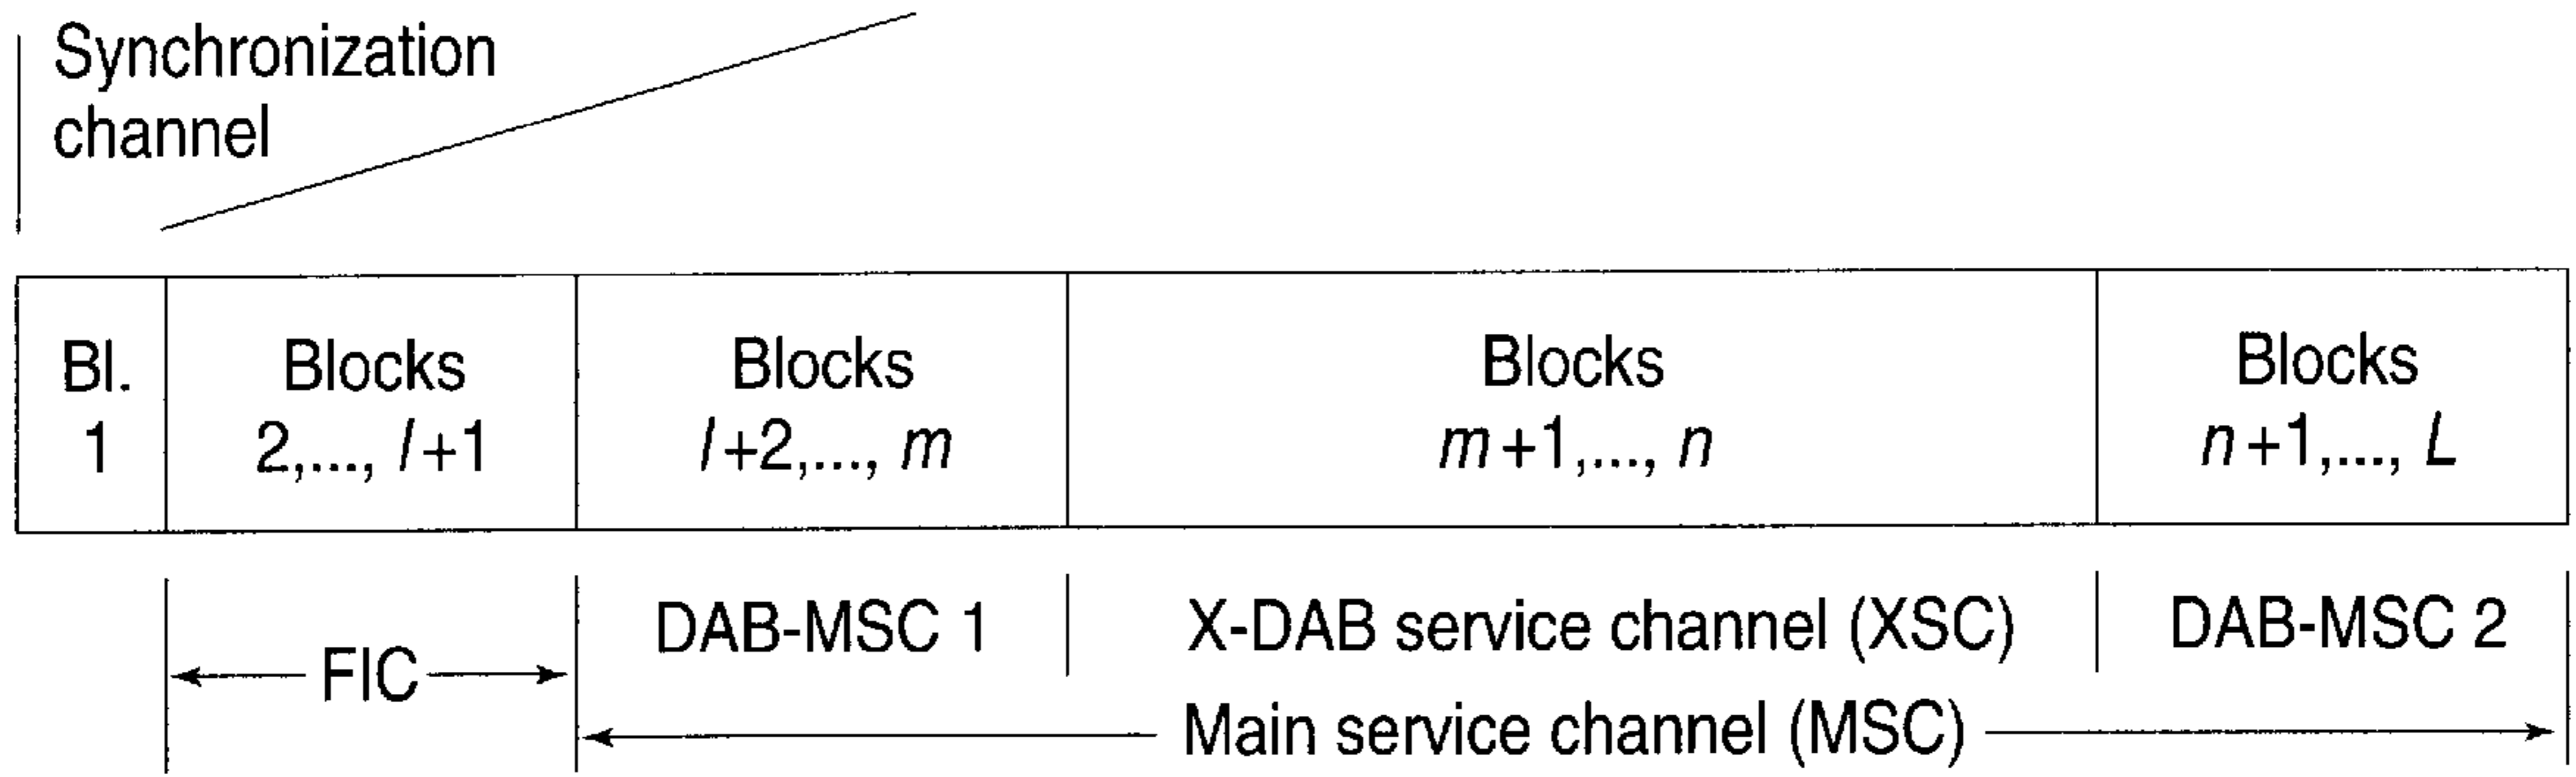 Synchronization
channel
Bl.
1
Blocks
2,..., l+1
Blocks
l+2,..., m
Blocks
m+1,..., n
Blocks
n+1,..., L
FIC
DAB-MSC 1
X-DAB service channel (XSC)
DAB-MSC 2
Main service channel (MSC)